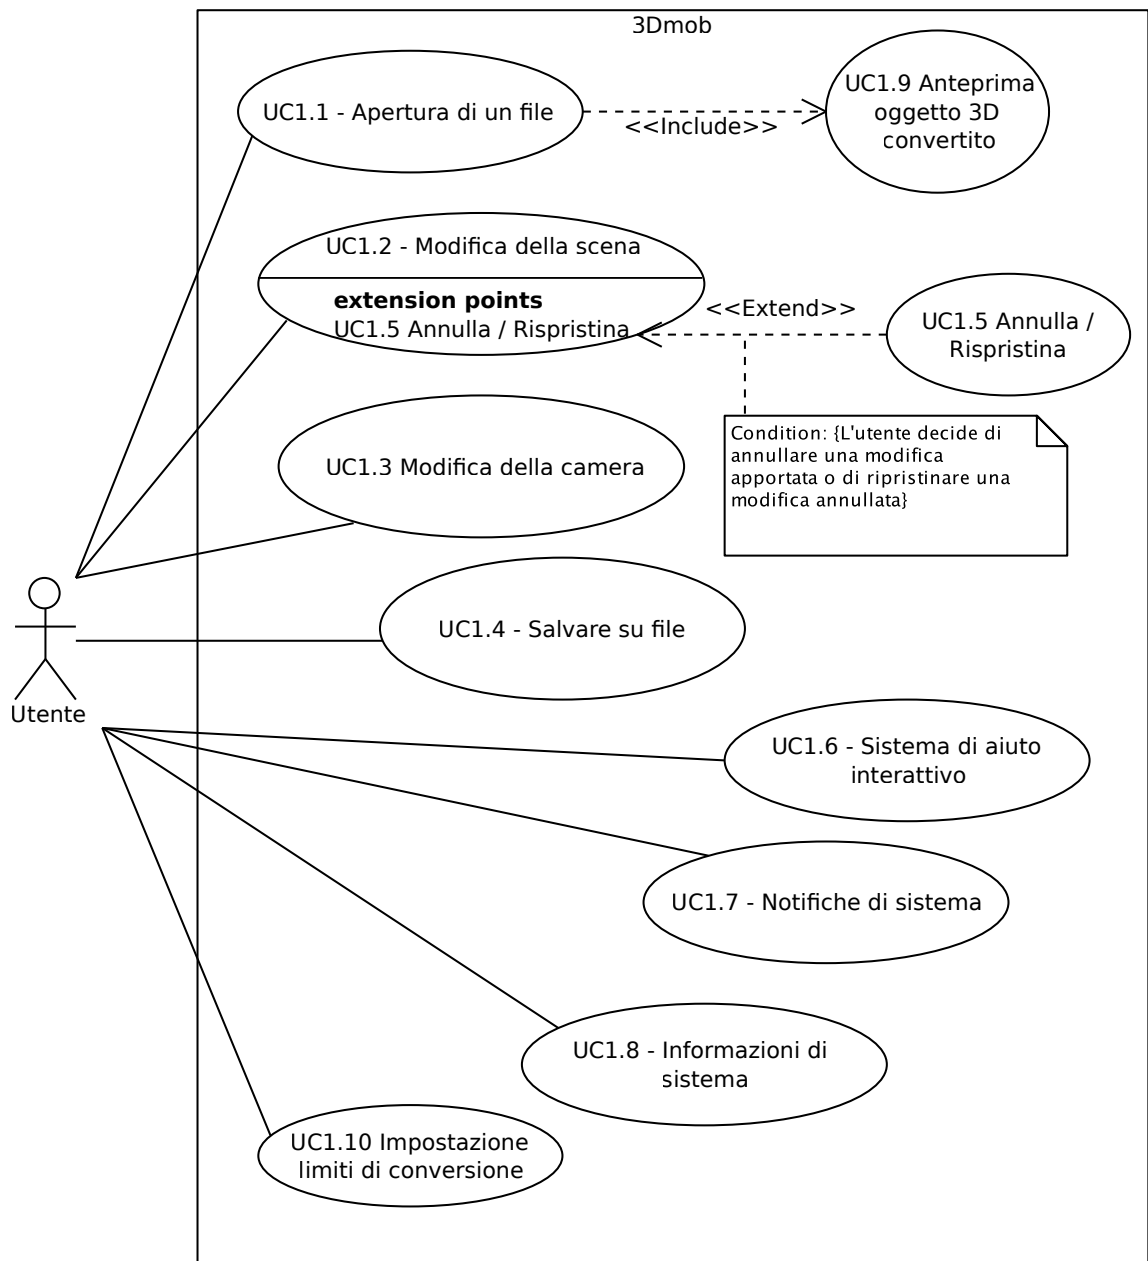 3Dmob
UC1.1 - Apertura di un file
<<Include>>
UC1.9 Anteprima
oggetto 3D
convertito
UC1.2 - Modifica della scena
extension points
UC1.5 Annulla / Rispristina
<<Extend>>
UC1.5 Annulla /
Rispristina
Condition: {L'utente decide di
annullare una modifica
apportata o di ripristinare una
modifica annullata}
UC1.3 Modifica della camera
UC1.4 - Salvare su file
Utente
UC1.6 - Sistema di aiuto
interattivo
UC1.7 - Notifiche di sistema
UC1.8 - Informazioni di
sistema
UC1.10 Impostazione
limiti di conversione